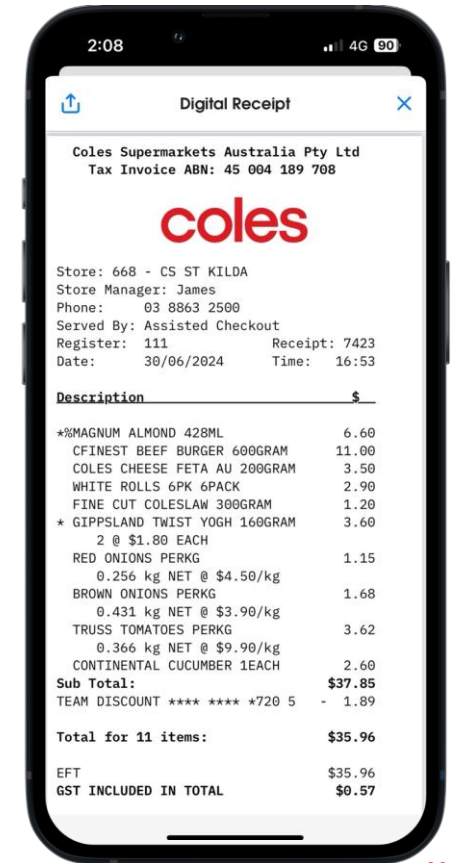 2:08 4G 90
Digital Receipt
Coles Supermarkets Australia Pty Ltd
Tax Invoice ABN: 45 004 189 708
coles
Store: 668 - CS ST KILDA
Store Manager: James
Phone: 03 8863 2500
Served By: Assisted Checkout
Register: 111 Receipt: 7423
Date: 30/06/2024 Time: 16:53
Description $
*%MAGNUM ALMOND 428ML 6.60
CFINEST BEEF BURGER 600GRAM 11.00
COLES CHEESE FETA AU 200GRAM 3.50
WHITE ROLLS 6PK 6PACK 2.90
FINE CUT COLESLAW 300GRAM 1.20
* GIPPSLAND TWIST YOGH 160GRAM 3.60
2 @ $1.80 EACH
RED ONIONS PERKG 1.15
0.256 kg NET @ $4.50/kg
BROWN ONIONS PERKG 1.68
0.431 kg NET @ $3.90/kg
TRUSS TOMATOES PERKG 3.62
0.366 kg NET @ $9.90/kg
CONTINENTAL CUCUMBER 1EACH 2.60
Sub Total: $37.85
TEAM DISCOUNT **** **** *720 5 - 1.89
Total for 11 items: $35.96
EFT $35.96
GST INCLUDED IN TOTAL $0.57